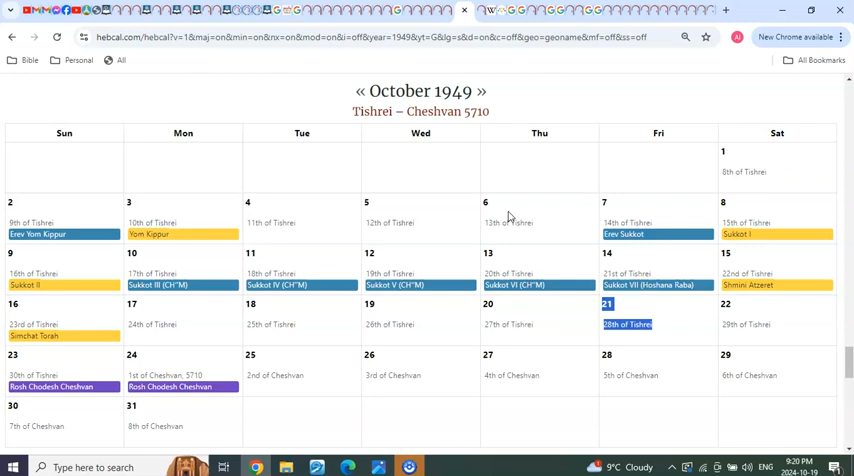 hebcal.com/hebcal?v=1&maj=on&min=on&nx=on&mod=on&i=off&year=1949&yt=G&lg=s&d=on&c=off&geo=geoname&mf=off&ss=off
AI
New Chrome available
Bible
Personal
All
All Bookmarks
« October 1949 »
Tishrei – Cheshvan 5710
Sun Mon Tue Wed Thu Fri Sat
1
8th of Tishrei
2 3 4 5 6 7 8
9th of Tishrei 10th of Tishrei 11th of Tishrei 12th of Tishrei 13th of Tishrei 14th of Tishrei 15th of Tishrei
Erev Yom Kippur Yom Kippur Erev Sukkot Sukkot I
9 10 11 12 13 14 15
16th of Tishrei 17th of Tishrei 18th of Tishrei 19th of Tishrei 20th of Tishrei 21st of Tishrei 22nd of Tishrei
Sukkot II Sukkot III (CH"M) Sukkot IV (CH"M) Sukkot V (CH"M) Sukkot VI (CH"M) Sukkot VII (Hoshana Raba) Shmini Atzeret
16 17 18 19 20 21 22
23rd of Tishrei 24th of Tishrei 25th of Tishrei 26th of Tishrei 27th of Tishrei 28th of Tishrei 29th of Tishrei
Simchat Torah
23 24 25 26 27 28 29
30th of Tishrei 1st of Cheshvan, 5710 2nd of Cheshvan 3rd of Cheshvan 4th of Cheshvan 5th of Cheshvan 6th of Cheshvan
Rosh Chodesh Cheshvan Rosh Chodesh Cheshvan
30 31
7th of Cheshvan 8th of Cheshvan
Type here to search
9°C Cloudy
ENG
9:20 PM
2024-10-19